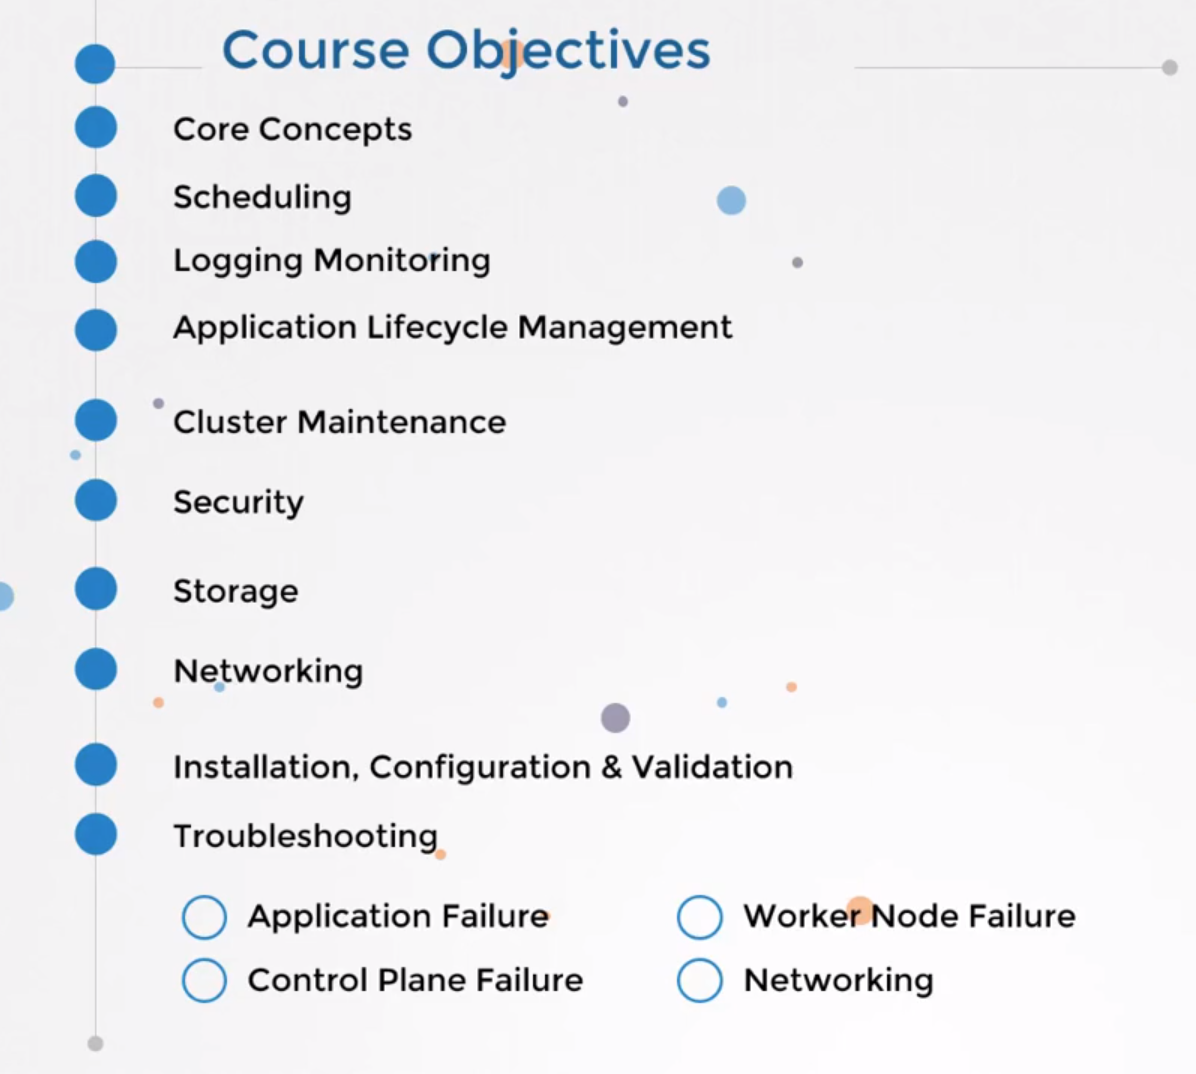 Course Objectives
Core Concepts
Scheduling
Logging Monitoring
Application Lifecycle Management
Cluster Maintenance
Security
Storage
Networking
Installation, Configuration & Validation
Troubleshooting
Application Failure
Worker Node Failure
Control Plane Failure
Networking